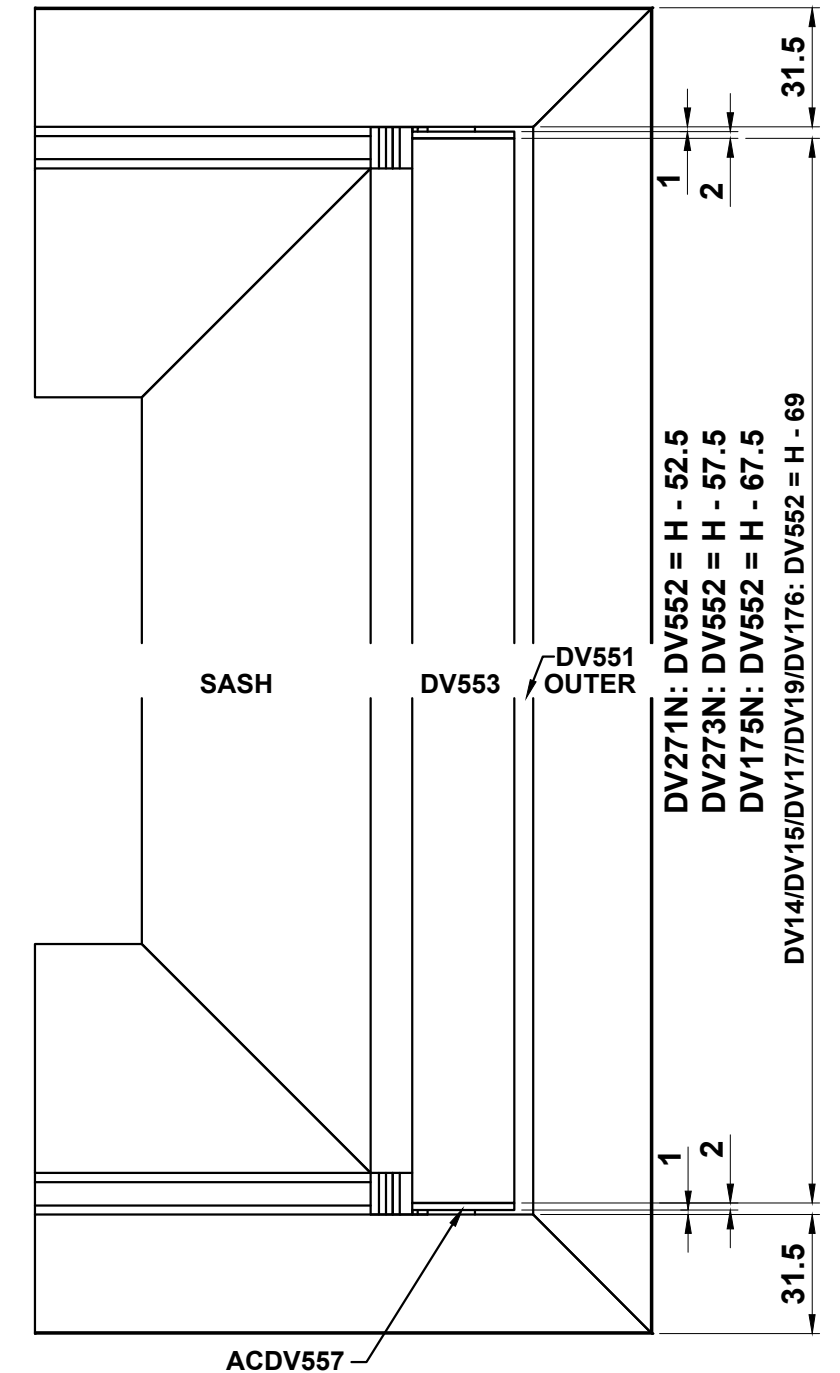 31.5
1
2
DV271N: DV552 = H - 52.5
DV273N: DV552 = H - 57.5
DV175N: DV552 = H - 67.5
DV14/DV15/DV17/DV19/DV176: DV552 = H - 69
SASH
DV553
DV551
OUTER
1
2
31.5
ACDV557